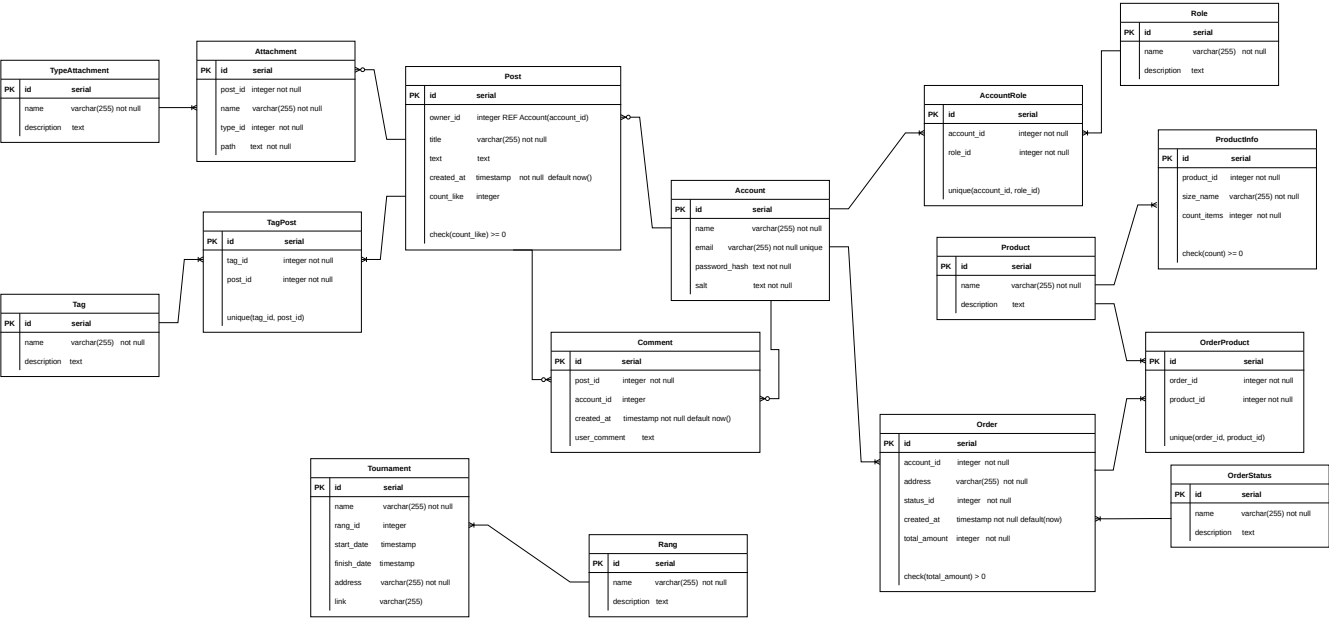 Role
PK id serial
name varchar(255) not null
description text
Attachment
PK id serial
post_id integer not null
name varchar(255) not null
type_id integer not null
path text not null
TypeAttachment
PK id serial
name varchar(255) not null
description text
Post
PK id serial
owner_id integer REF Account(account_id)
title varchar(255) not null
text text
created_at timestamp not null default now()
count_like integer
check(count_like) >= 0
AccountRole
PK id serial
account_id integer not null
role_id integer not null
unique(account_id, role_id)
ProductInfo
PK id serial
product_id integer not null
size_name varchar(255) not null
count_items integer not null
check(count) >= 0
Account
PK id serial
name varchar(255) not null
email varchar(255) not null unique
password_hash text not null
salt text not null
TagPost
PK id serial
tag_id integer not null
post_id integer not null
unique(tag_id, post_id)
Product
PK id serial
name varchar(255) not null
description text
Tag
PK id serial
name varchar(255) not null
description text
Comment
PK id serial
post_id integer not null
account_id integer
created_at timestamp not null default now()
user_comment text
OrderProduct
PK id serial
order_id integer not null
product_id integer not null
unique(order_id, product_id)
Order
PK id serial
account_id integer not null
address varchar(255) not null
status_id integer not null
created_at timestamp not null default(now)
total_amount integer not null
check(total_amount) > 0
Tournament
PK id serial
name varchar(255) not null
rang_id integer
start_date timestamp
finish_date timestamp
address varchar(255) not null
link varchar(255)
OrderStatus
PK id serial
name varchar(255) not null
description text
Rang
PK id serial
name varchar(255) not null
description text